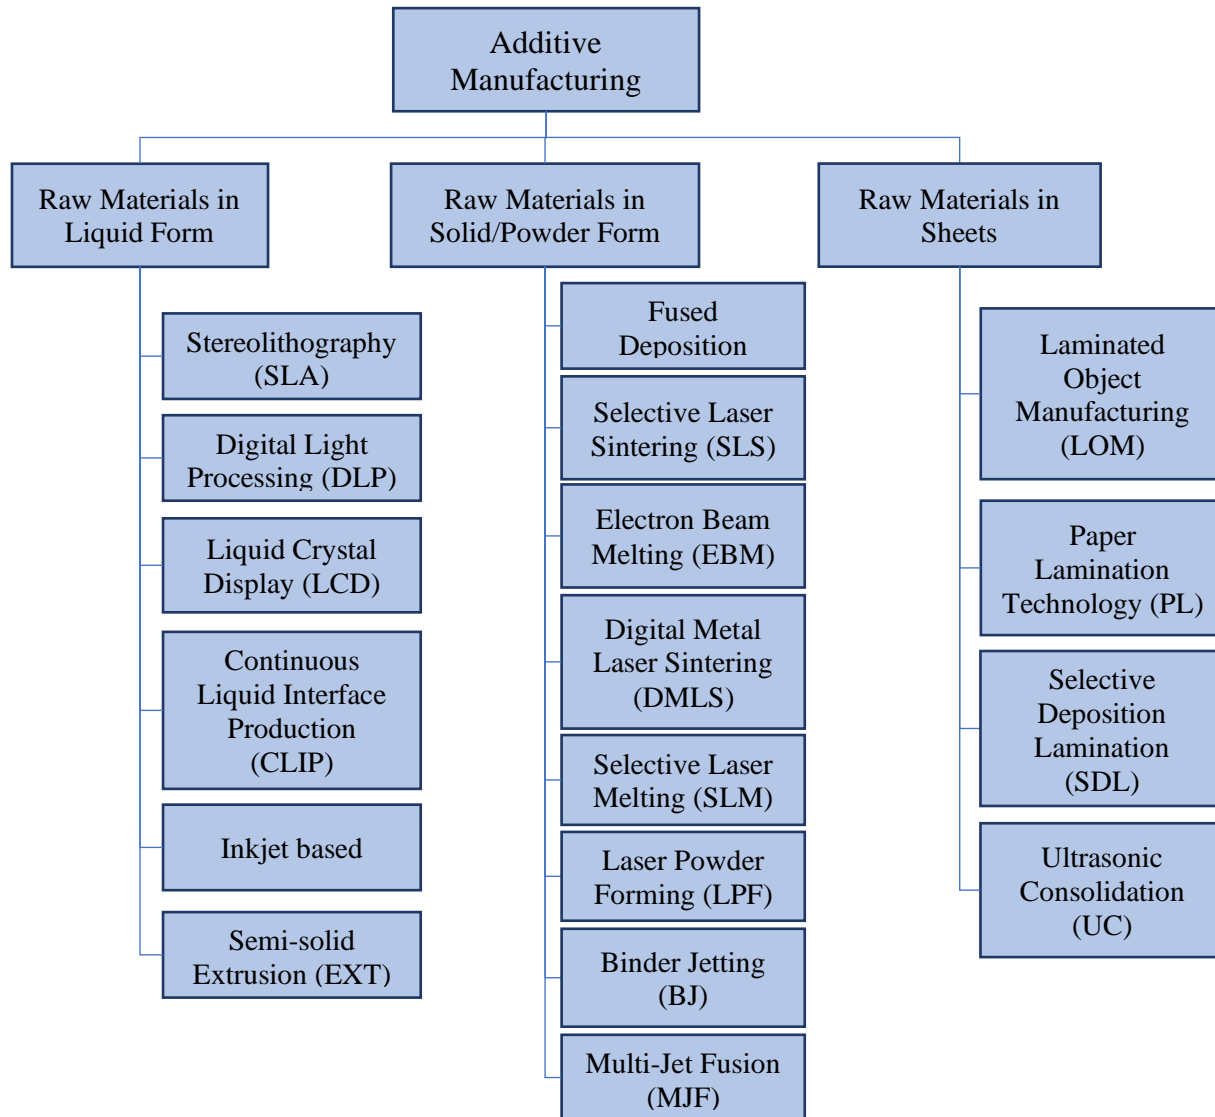 Additive
Manufacturing
Raw Materials in
Liquid Form
Raw Materials in
Solid/Powder Form
Raw Materials in
Sheets
Stereolithography
(SLA)
Digital Light
Processing (DLP)
Liquid Crystal
Display (LCD)
Continuous
Liquid Interface
Production
(CLIP)
Inkjet based
Semi-solid
Extrusion (EXT)
Fused
Deposition
Selective Laser
Sintering (SLS)
Electron Beam
Melting (EBM)
Digital Metal
Laser Sintering
(DMLS)
Selective Laser
Melting (SLM)
Laser Powder
Forming (LPF)
Binder Jetting
(BJ)
Multi-Jet Fusion
(MJF)
Laminated
Object
Manufacturing
(LOM)
Paper
Lamination
Technology (PL)
Selective
Deposition
Lamination
(SDL)
Ultrasonic
Consolidation
(UC)